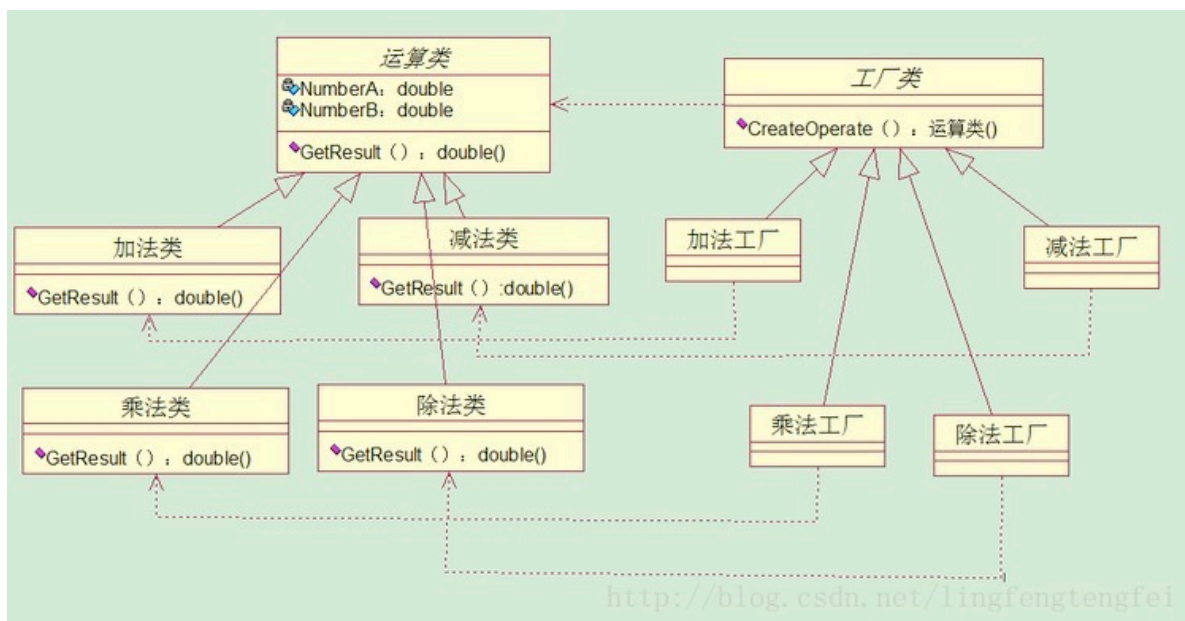 运算类
NumberA：double
NumberB：double
GetResult（）：double()
工厂类
CreateOperate（）：运算类()
加法类
GetResult（）：double()
减法类
GetResult（）:double()
加法工厂
减法工厂
乘法类
GetResult（）：double()
除法类
GetResult（）：double()
乘法工厂
除法工厂
http://blog.csdn.net/lingfengtengfei